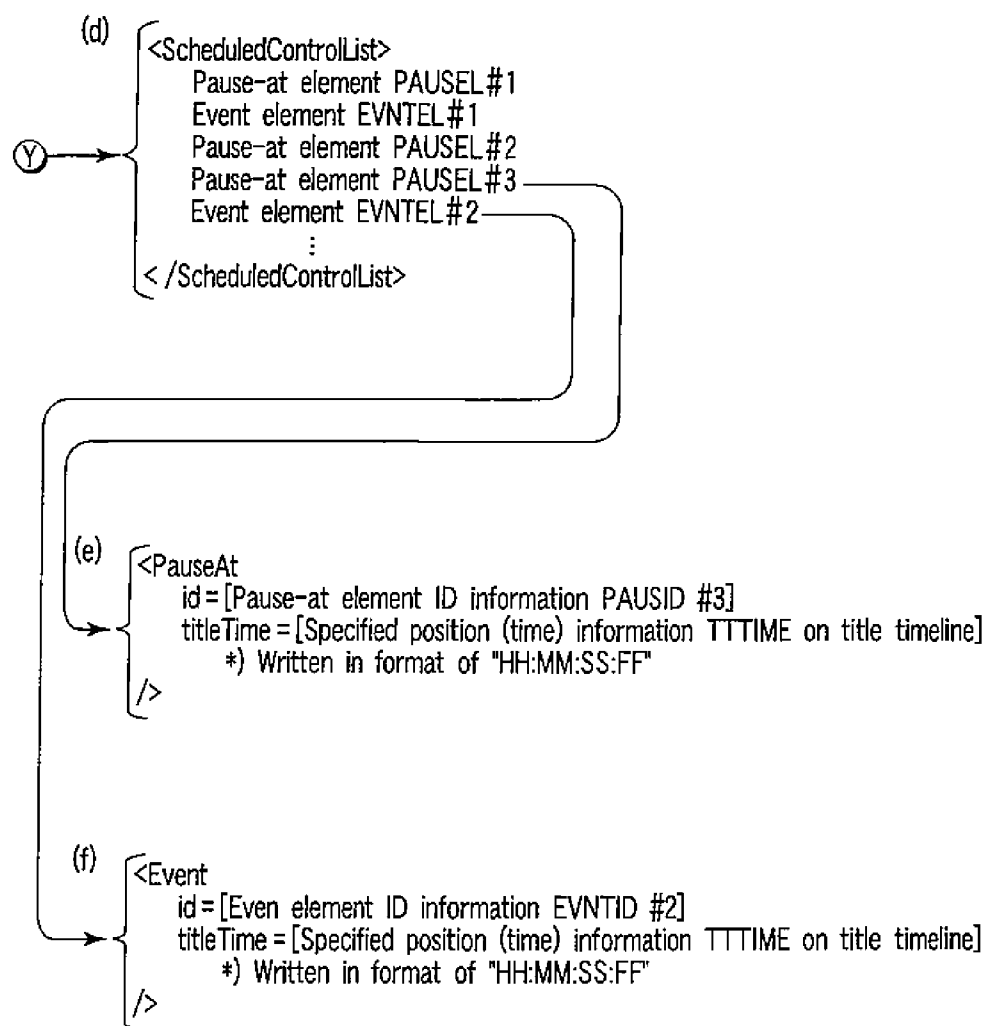 (d)
<ScheduledControlList>
Pause-at element PAUSEL#1
Event element EVNTEL#1
Pause-at element PAUSEL#2
Y
Pause-at element PAUSEL#3
Event element EVNTEL#2
⋮
< /ScheduledControlList>
(e)
<PauseAt
id=[Pause-at element ID information PAUSID #3]
titleTime=[Specified position (time) information TTTIME on title timeline]
*) Written in format of "HH:MM:SS:FF"
/>
(f)
<Event
id=[Even element ID information EVNTID #2]
titleTime=[Specified position (time) information TTTIME on title timeline]
*) Written in format of "HH:MM:SS:FF"
/>